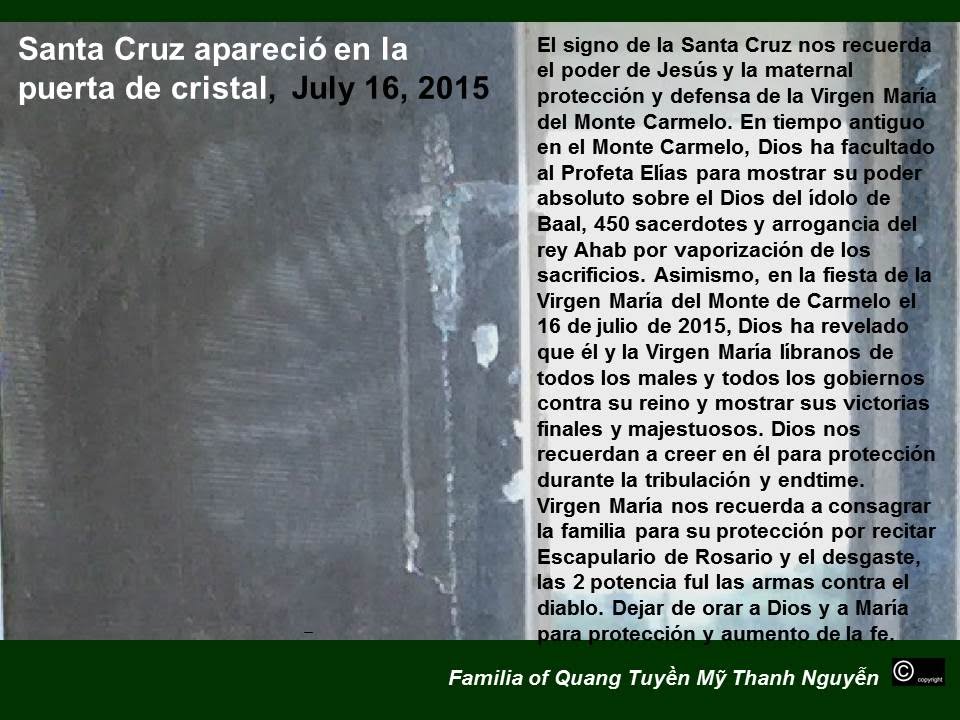 Santa Cruz apareció en la
puerta de cristal, July 16, 2015
El signo de la Santa Cruz nos recuerda
el poder de Jesús y la maternal
protección y defensa de la Virgen María
del Monte Carmelo. En tiempo antiguo
en el Monte Carmelo, Dios ha facultado
al Profeta Elías para mostrar su poder
absoluto sobre el Dios del ídolo de
Baal, 450 sacerdotes y arrogancia del
rey Ahab por vaporización de los
sacrificios. Asimismo, en la fiesta de la
Virgen María del Monte de Carmelo el
16 de julio de 2015, Dios ha revelado
que él y la Virgen María líbranos de
todos los males y todos los gobiernos
contra su reino y mostrar sus victorias
finales y majestuosos. Dios nos
recuerdan a creer en él para protección
durante la tribulación y endtime.
Virgen María nos recuerda a consagrar
la familia para su protección por recitar
Escapulario de Rosario y el desgaste,
las 2 potencia ful las armas contra el
diablo. Dejar de orar a Dios y a María
para protección y aumento de la fe.
Familia of Quang Tuyền Mỹ Thanh Nguyễn © copyright